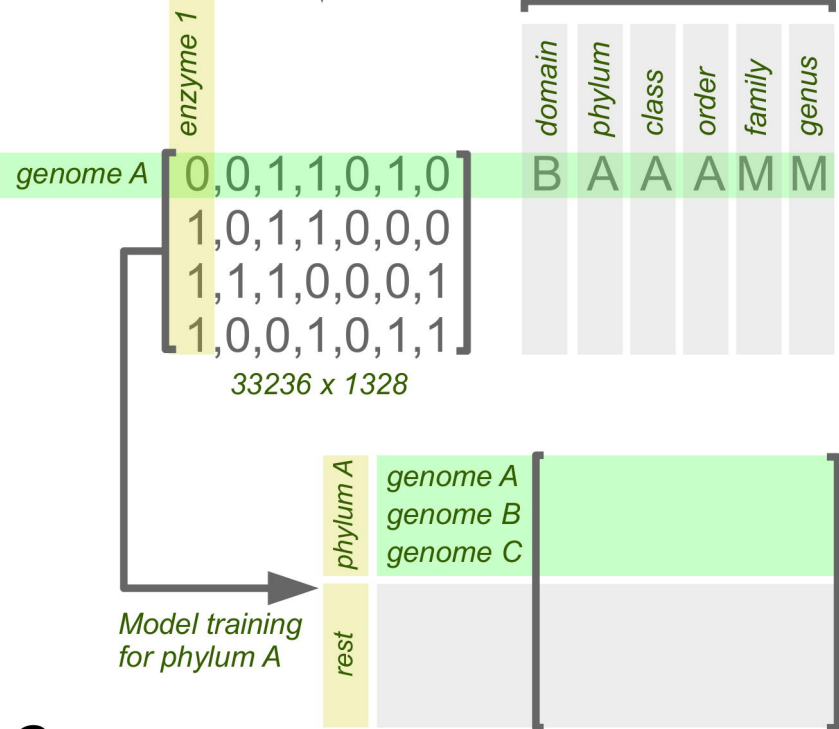 enzyme 1
domain
phylum
class
order
family
genus
genome A
0,0,1,1,0,1,0
B A A A M M
1,0,1,1,0,0,0
1,1,1,0,0,0,1
1,0,0,1,0,1,1
33236 x 1328
phylum A
genome A
genome B
genome C
Model training
for phylum A
rest